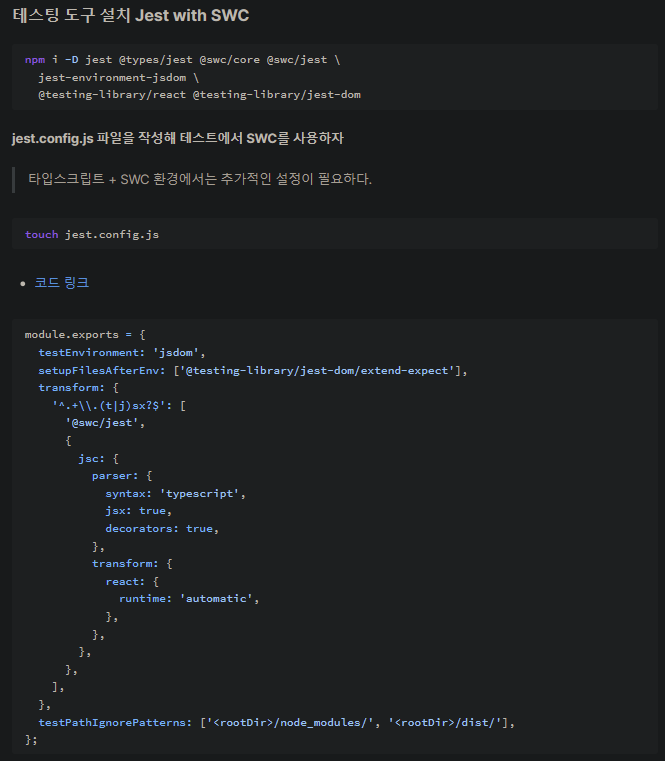 테스팅 도구 설치 Jest with SWC
npm i -D jest @types/jest @swc/core @swc/jest \
  jest-environment-jsdom \
  @testing-library/react @testing-library/jest-dom
jest.config.js 파일을 작성해 테스트에서 SWC를 사용하자
타입스크립트 + SWC 환경에서는 추가적인 설정이 필요하다.
touch jest.config.js
• 코드 링크
module.exports = {
  testEnvironment: 'jsdom',
  setupFilesAfterEnv: ['@testing-library/jest-dom/extend-expect'],
  transform: {
    '^.+\\.(t|j)sx?$': [
      '@swc/jest',
      {
        jsc: {
          parser: {
            syntax: 'typescript',
            jsx: true,
            decorators: true,
          },
          transform: {
            react: {
              runtime: 'automatic',
            },
          },
        },
      },
    ],
  },
  testPathIgnorePatterns: ['<rootDir>/node_modules/', '<rootDir>/dist/'],
};